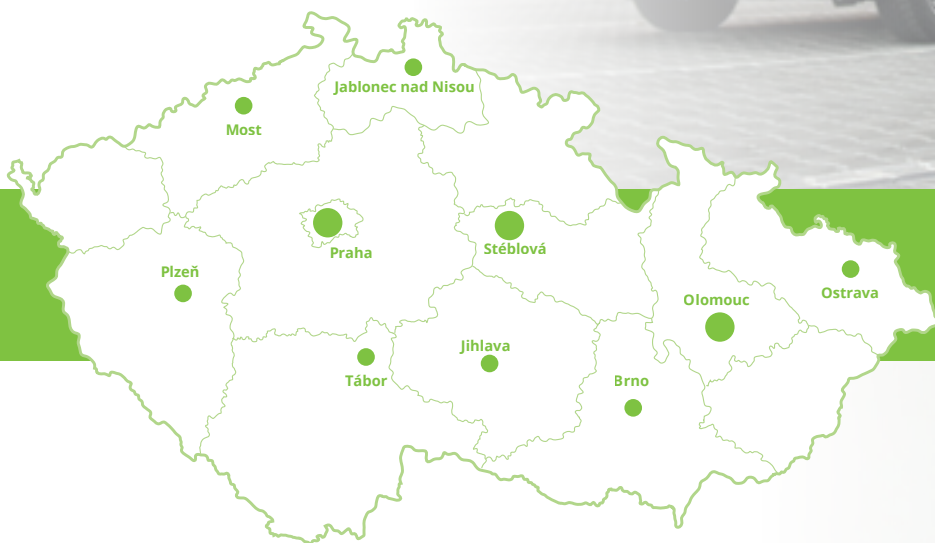 Jablonec nad Nisou
Most
Praha
Stéblová
Plzeň
Ostrava
Olomouc
Jihlava
Tábor
Brno